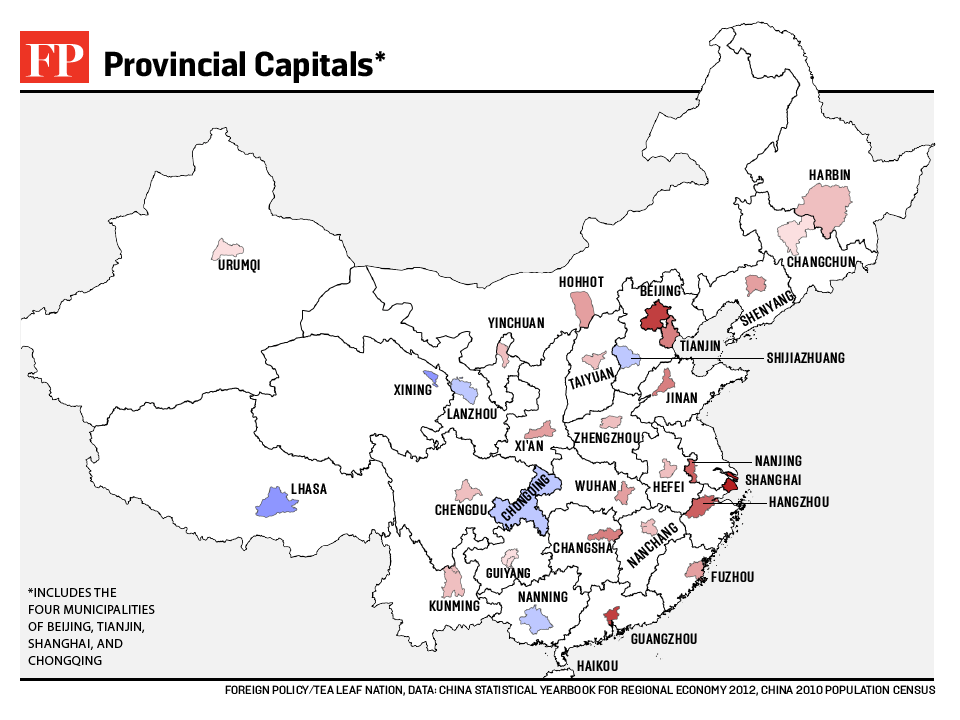 FP
Provincial Capitals*
HARBIN
CHANGCHUN
URUMQI
HOHHOT
BEIJING
SHENYANG
YINCHUAN
TIANJIN
SHIJIAZHUANG
TAIYUAN
XINING
LANZHOU
JINAN
XI'AN
ZHENGZHOU
NANJING
SHANGHAI
HANGZHOU
HEFEI
WUHAN
LHASA
CHENGDU
CHONGQING
CHANGSHA
NANCHANG
GUIYANG
FUZHOU
KUNMING
NANNING
GUANGZHOU
HAIKOU
*INCLUDES THE
FOUR MUNICIPALITIES
OF BEIJING, TIANJIN,
SHANGHAI, AND
CHONGQING
FOREIGN POLICY/TEA LEAF NATION, DATA: CHINA STATISTICAL YEARBOOK FOR REGIONAL ECONOMY 2012, CHINA 2010 POPULATION CENSUS